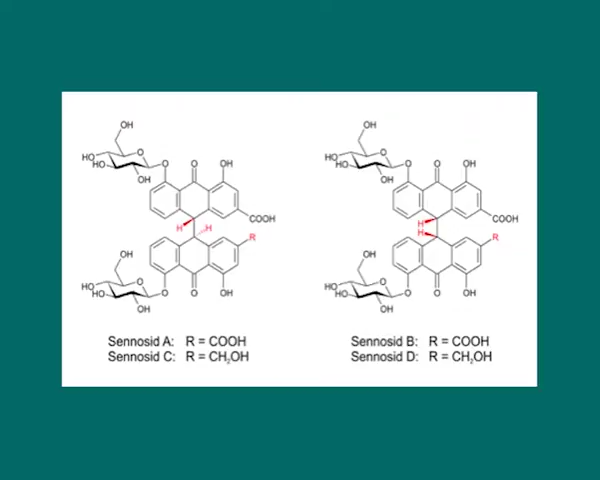 OH OH
HO O O O OH HO O O O OH
HO HO
OH OH
COOH COOH
H H H
H
R R
OH OH
HO O HO O
HO O O OH HO O O OH
OH OH
Sennosid A: R = COOH Sennosid B: R = COOH
Sennosid C: R = CH₂OH Sennosid D: R = CH₂OH